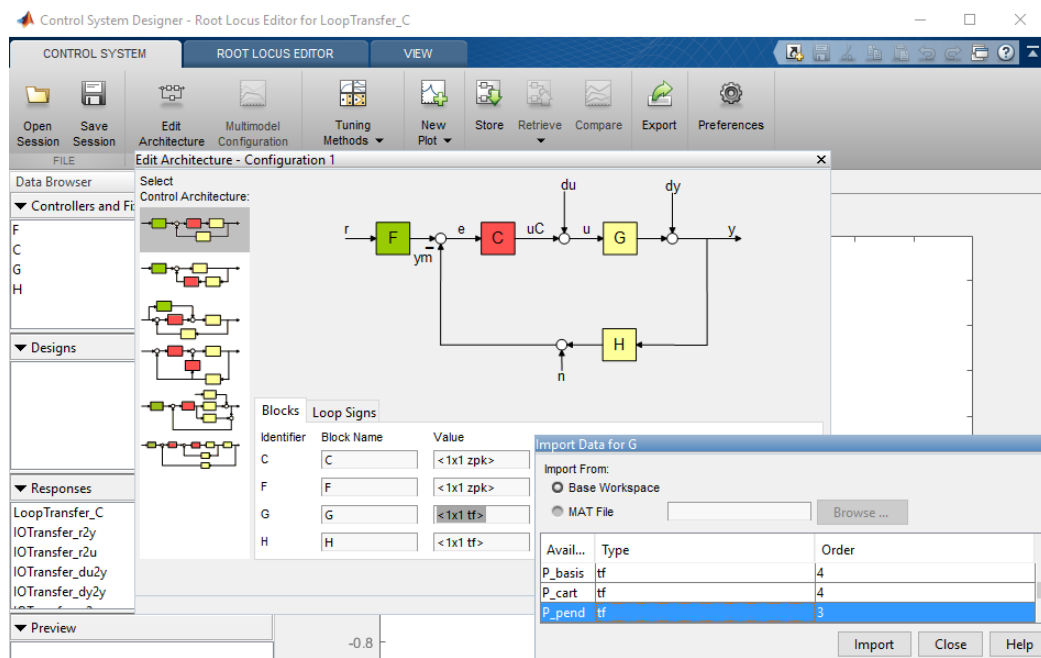 Control System Designer - Root Locus Editor for LoopTransfer_C
CONTROL SYSTEM ROOT LOCUS EDITOR VIEW
Open Session
Save Session
Edit Architecture
Multimodel Configuration
Tuning Methods
New Plot
Store
Retrieve
Compare
Export
Preferences
FILE
Edit Architecture - Configuration 1
Data Browser
Controllers and Fi
F
C
G
H
Designs
Responses
LoopTransfer_C
IOTransfer_r2y
IOTransfer_r2u
IOTransfer_du2y
IOTransfer_dy2y
Preview
Select
Control Architecture:
du dy
r F e C uC u G y
ym
H
n
Blocks Loop Signs
Identifier Block Name Value
C C <1x1 zpk>
F F <1x1 zpk>
G G <1x1 tf>
H H <1x1 tf>
Import Data for G
Import From:
Base Workspace
MAT File Browse ...
Avail... Type Order
P_basis tf 4
P_cart tf 4
P_pend tf 3
Import Close Help
-0.8